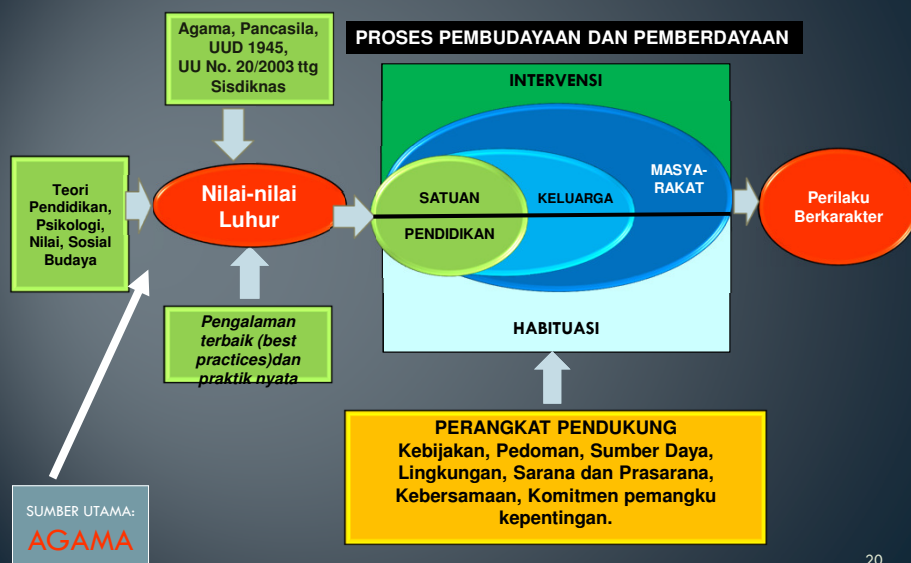 Agama, Pancasila,
UUD 1945,
UU No. 20/2003 ttg
Sisdiknas
PROSES PEMBUDAYAAN DAN PEMBERDAYAAN
INTERVENSI
Teori
Pendidikan,
Psikologi,
Nilai, Sosial
Budaya
Nilai-nilai
Luhur
SATUAN
PENDIDIKAN
KELUARGA
MASYA-
RAKAT
Perilaku
Berkarakter
HABITUASI
Pengalaman
terbaik (best
practices)dan
praktik nyata
PERANGKAT PENDUKUNG
Kebijakan, Pedoman, Sumber Daya,
Lingkungan, Sarana dan Prasarana,
Kebersamaan, Komitmen pemangku
kepentingan.
SUMBER UTAMA:
AGAMA
20